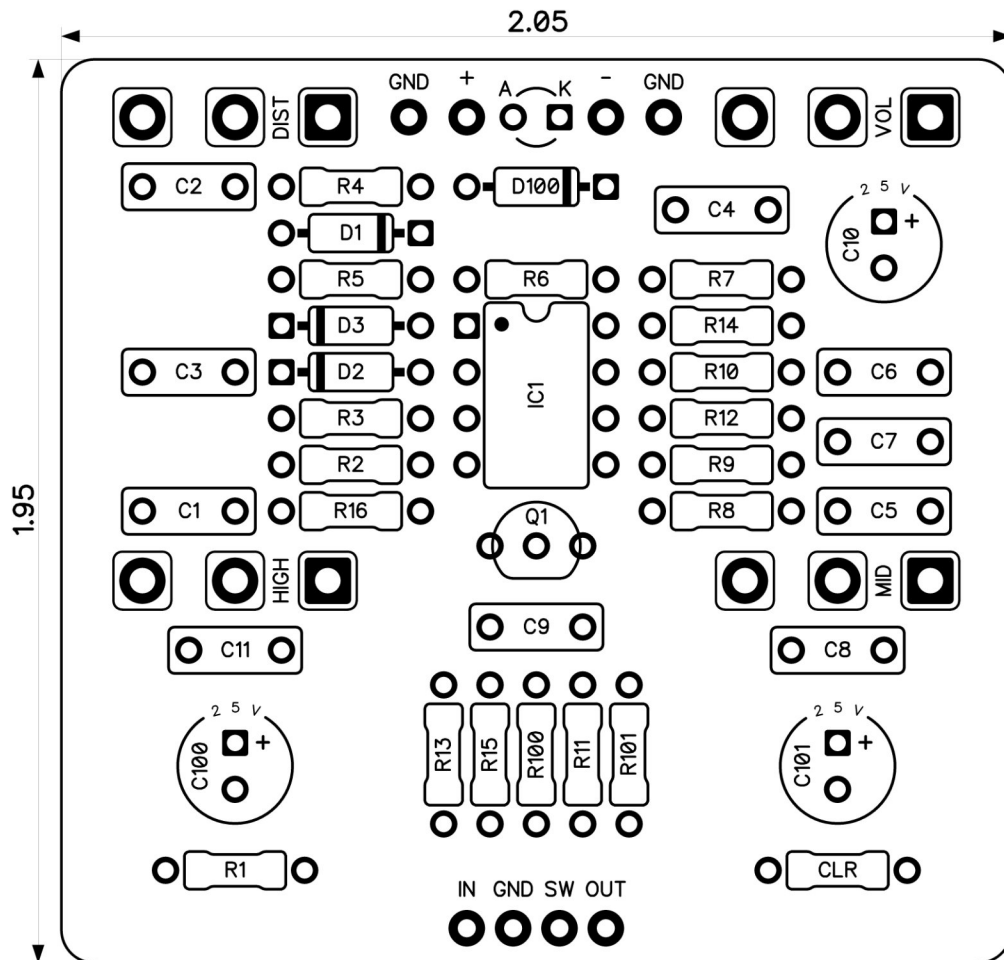 2.05
1.95
GND + A K - GND
DIST
VOL
C2 R4 D100 C4
2 5 V
+
C10
D1
R5 R6 R7
D3 R14
C3 D2 IC1 R10 C6
R3 R12
C7
R2 R9
C1 R16 Q1 R8 C5
HIGH
MID
C9
C11 C8
2 5 V
+
C100
2 5 V
+
C101
R13 R15 R100 R11 R101
R1 CLR
IN GND SW OUT